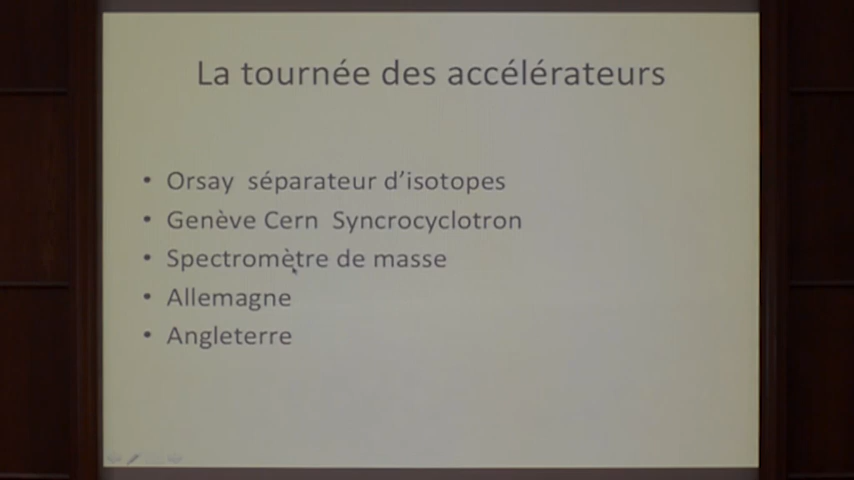 La tournée des accélérateurs
• Orsay  séparateur d’isotopes
• Genève Cern  Syncrocyclotron
• Spectromètre de masse
• Allemagne
• Angleterre